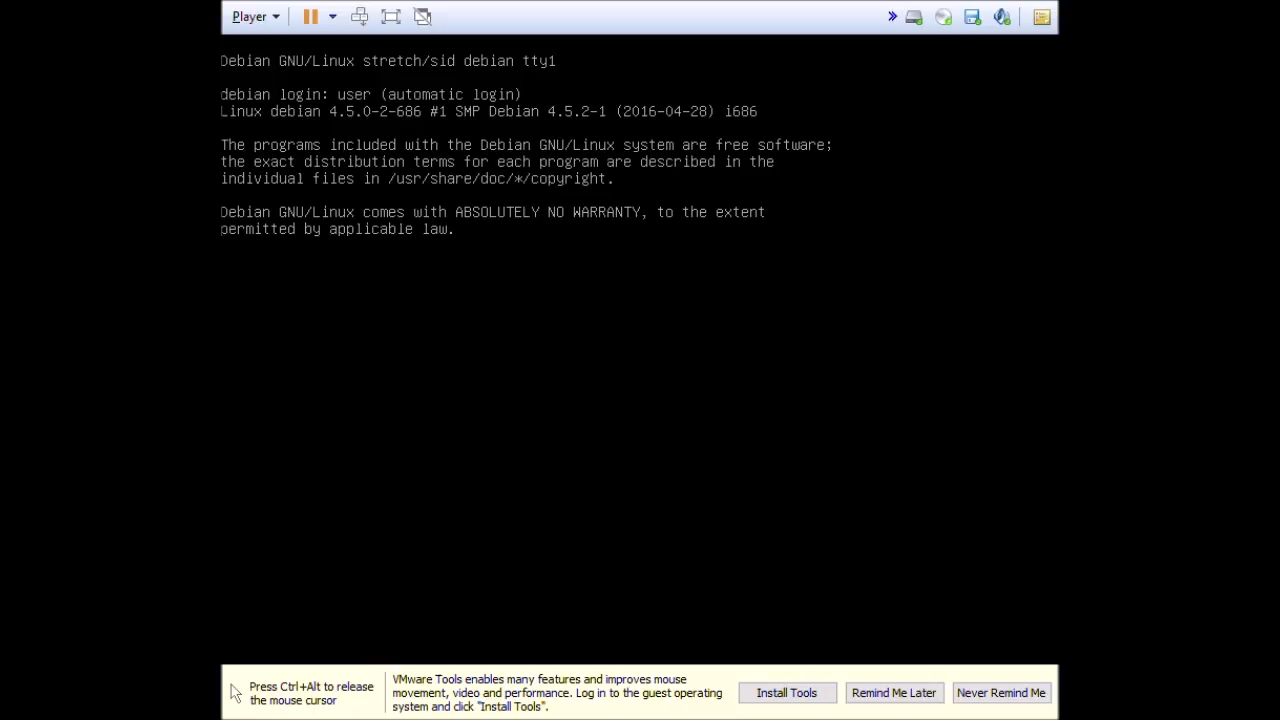 Player
Debian GNU/Linux stretch/sid debian tty1
debian login: user (automatic login)
Linux debian 4.5.0-2-686 #1 SMP Debian 4.5.2-1 (2016-04-28) i686
The programs included with the Debian GNU/Linux system are free software;
the exact distribution terms for each program are described in the
individual files in /usr/share/doc/*/copyright.
Debian GNU/Linux comes with ABSOLUTELY NO WARRANTY, to the extent
permitted by applicable law.
Press Ctrl+Alt to release
the mouse cursor
VMware Tools enables many features and improves mouse
movement, video and performance. Log in to the guest operating
system and click "Install Tools".
Install Tools
Remind Me Later
Never Remind Me